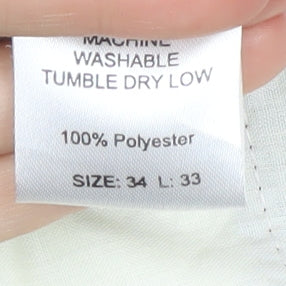 MACHINE
WASHABLE
TUMBLE DRY LOW
100% Polyester
SIZE: 34 L: 33